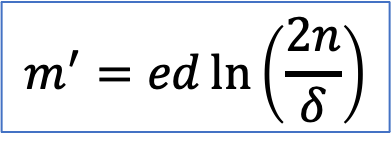 m′ = ed ln(2n/δ)